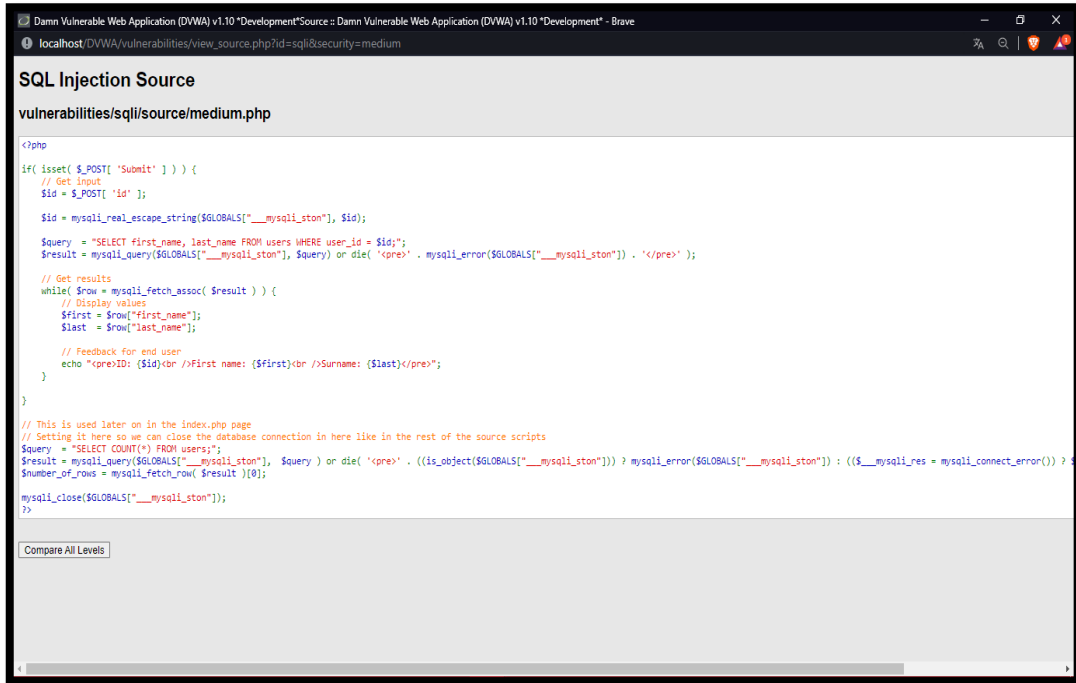 Damn Vulnerable Web Application (DVWA) v1.10 *Development*Source :: Damn Vulnerable Web Application (DVWA) v1.10 *Development* - Brave
localhost/DVWA/vulnerabilities/view_source.php?id=sqli&security=medium
SQL Injection Source
vulnerabilities/sqli/source/medium.php
<?php
if( isset( $_POST[ 'Submit' ] ) ) {
    // Get input
    $id = $_POST[ 'id' ];
    $id = mysqli_real_escape_string($GLOBALS["___mysqli_ston"], $id);
    $query  = "SELECT first_name, last_name FROM users WHERE user_id = $id;";
    $result = mysqli_query($GLOBALS["___mysqli_ston"], $query) or die( '<pre>' . mysqli_error($GLOBALS["___mysqli_ston"]) . '</pre>' );
    // Get results
    while( $row = mysqli_fetch_assoc( $result ) ) {
        // Display values
        $first = $row["first_name"];
        $last  = $row["last_name"];
        // Feedback for end user
        echo "<pre>ID: {$id}<br />First name: {$first}<br />Surname: {$last}</pre>";
    }
}
// This is used later on in the index.php page
// Setting it here so we can close the database connection in here like in the rest of the source scripts
$query  = "SELECT COUNT(*) FROM users;";
$result = mysqli_query($GLOBALS["___mysqli_ston"],  $query ) or die( '<pre>' . ((is_object($GLOBALS["___mysqli_ston"])) ? mysqli_error($GLOBALS["___mysqli_ston"]) : (($___mysqli_res = mysqli_connect_error()) ? $
$number_of_rows = mysqli_fetch_row( $result )[0];
mysqli_close($GLOBALS["___mysqli_ston"]);
?>
Compare All Levels